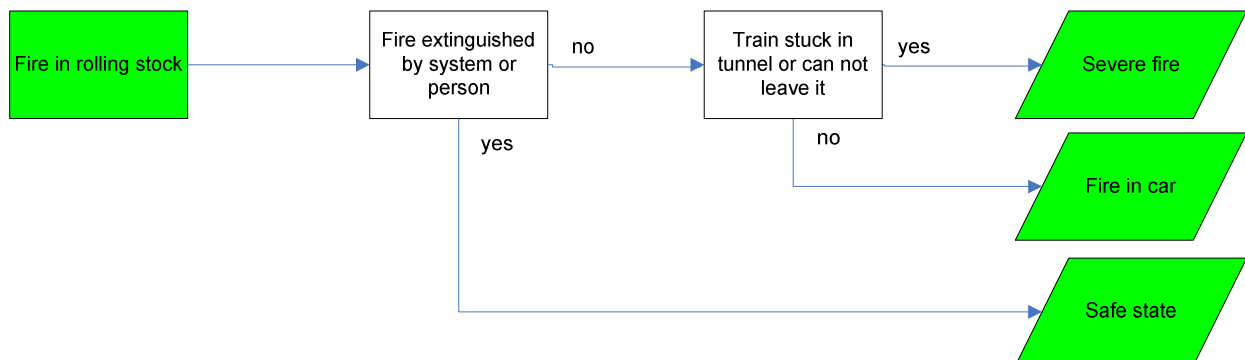 Fire in rolling stock
Fire extinguished
by system or
person
no
Train stuck in
tunnel or can not
leave it
yes
Severe fire
yes
no
Fire in car
Safe state